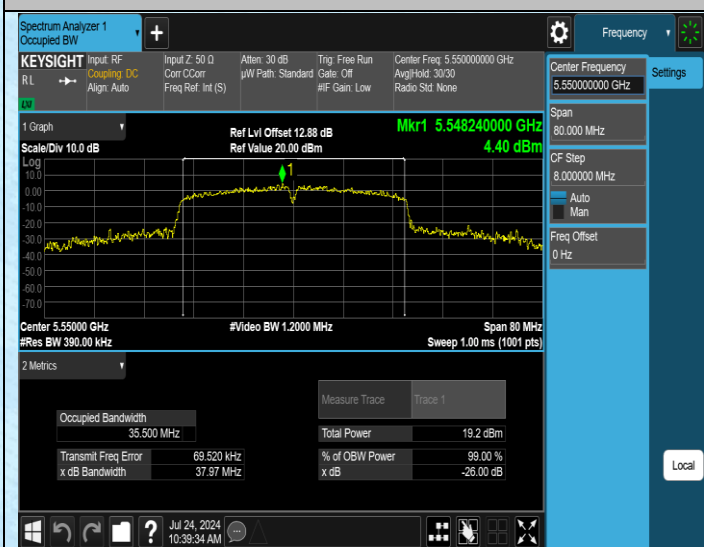 Spectrum Analyzer 1
Occupied BW
+
Frequency
KEYSIGHT
RL
LXI
Input: RF
Coupling: DC
Align: Auto
Input Z: 50 Ω
Corr CCorr
Freq Ref: Int (S)
Atten: 30 dB
µW Path: Standard
Trig: Free Run
Gate: Off
#IF Gain: Low
Center Freq: 5.550000000 GHz
Avg|Hold: 30/30
Radio Std: None
Center Frequency
5.550000000 GHz
Settings
Span
80.000 MHz
CF Step
8.000000 MHz
Auto
Man
Freq Offset
0 Hz
1 Graph
Scale/Div 10.0 dB
Ref Lvl Offset 12.88 dB
Ref Value 20.00 dBm
Mkr1 5.548240000 GHz
4.40 dBm
Log
10.0
0.00
-10.0
-20.0
-30.0
-40.0
-50.0
-60.0
-70.0
1
Center 5.55000 GHz
#Video BW 1.2000 MHz
Span 80 MHz
#Res BW 390.00 kHz
Sweep 1.00 ms (1001 pts)
2 Metrics
Measure Trace
Trace 1
Occupied Bandwidth
35.500 MHz
Total Power
19.2 dBm
Transmit Freq Error
69.520 kHz
% of OBW Power
99.00 %
x dB Bandwidth
37.97 MHz
x dB
-26.00 dB
Local
?
Jul 24, 2024
10:39:34 AM